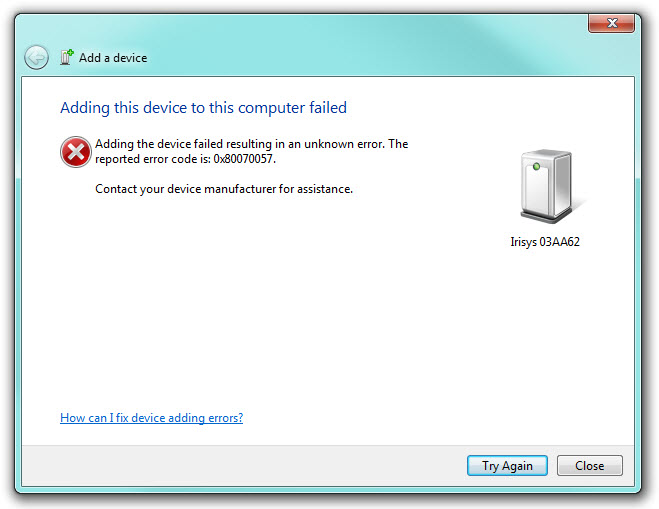 Add a device
Adding this device to this computer failed
Adding the device failed resulting in an unknown error. The
reported error code is: 0x80070057.
Contact your device manufacturer for assistance.
Irisys 03AA62
How can I fix device adding errors?
Try Again
Close